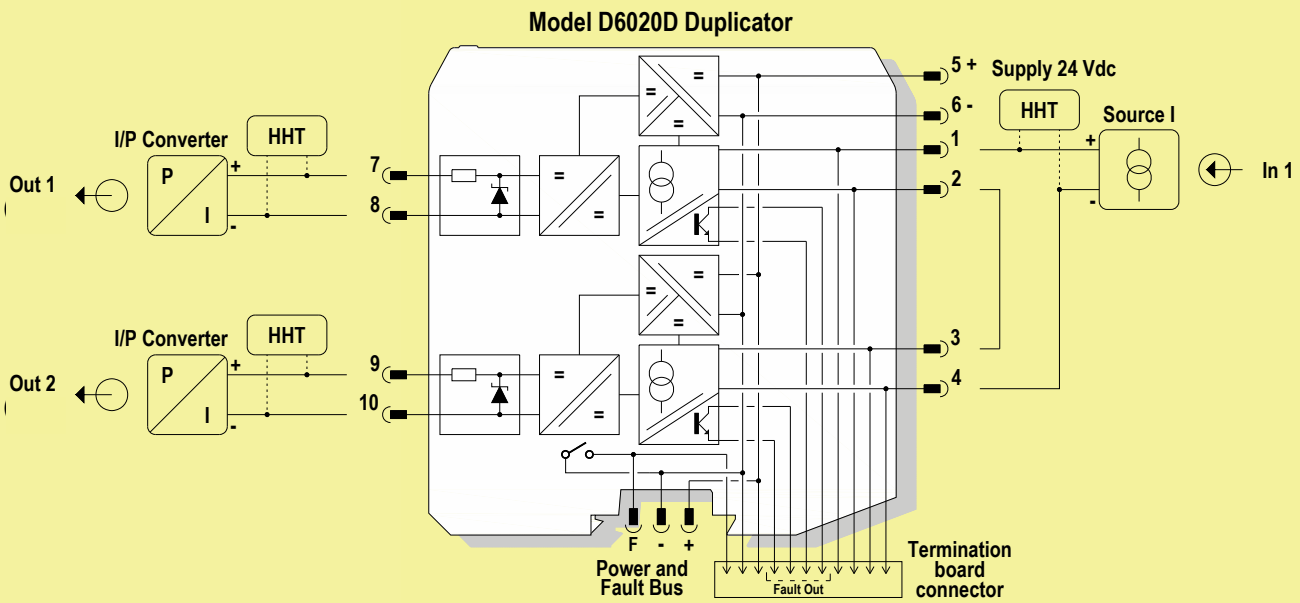 Model D6020D Duplicator
5 + Supply 24 Vdc
6 -
HHT
Source I
I/P Converter
HHT
1
+
7
P
+
Out 1
In 1
2
8
I
-
-
=
=
=
=
=
I/P Converter
HHT
3
9
P
+
Out 2
4
10
I
-
=
=
=
=
=
F - +
Power and
Fault Bus
Fault Out
Termination
board
connector